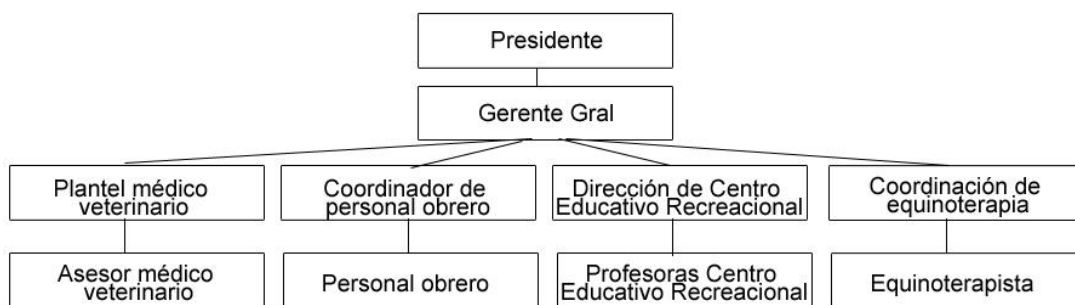 Presidente
Gerente Gral
Plantel médico
veterinario
Coordinador de
personal obrero
Dirección de Centro
Educativo Recreacional
Coordinación de
equinoterapia
Asesor médico
veterinario
Personal obrero
Profesoras Centro
Educativo Recreacional
Equinoterapista